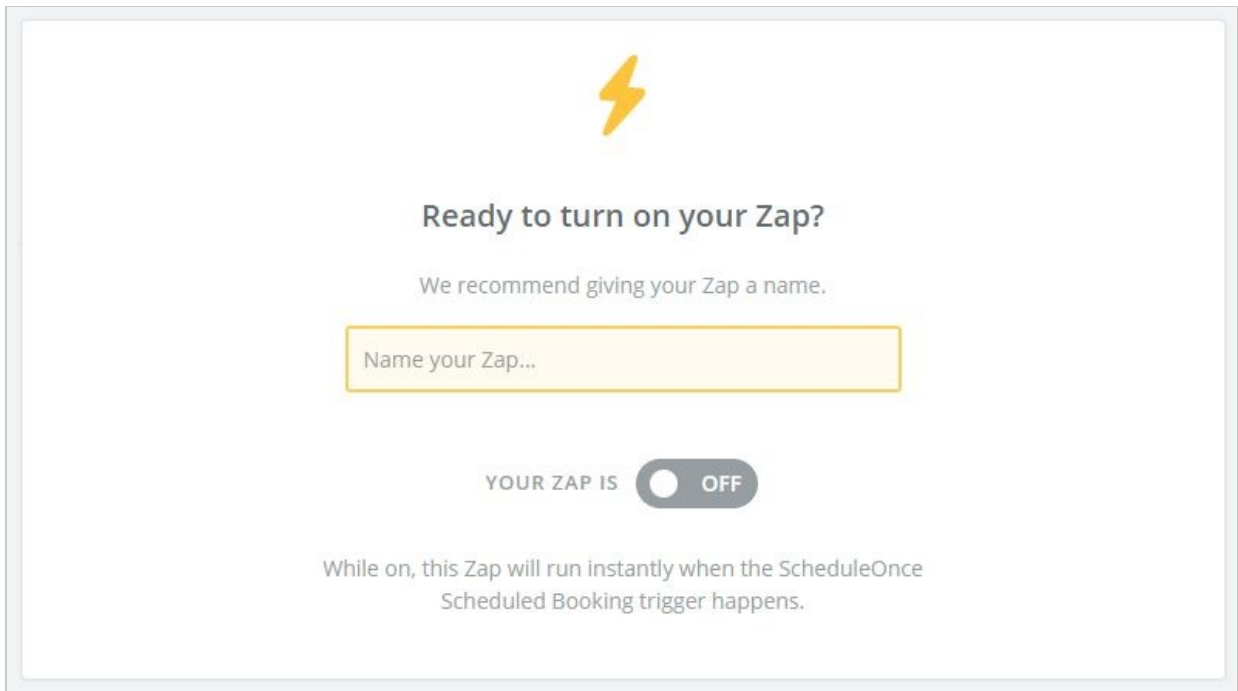 Ready to turn on your Zap?
We recommend giving your Zap a name.
Name your Zap...
YOUR ZAP IS OFF
While on, this Zap will run instantly when the ScheduleOnce
Scheduled Booking trigger happens.